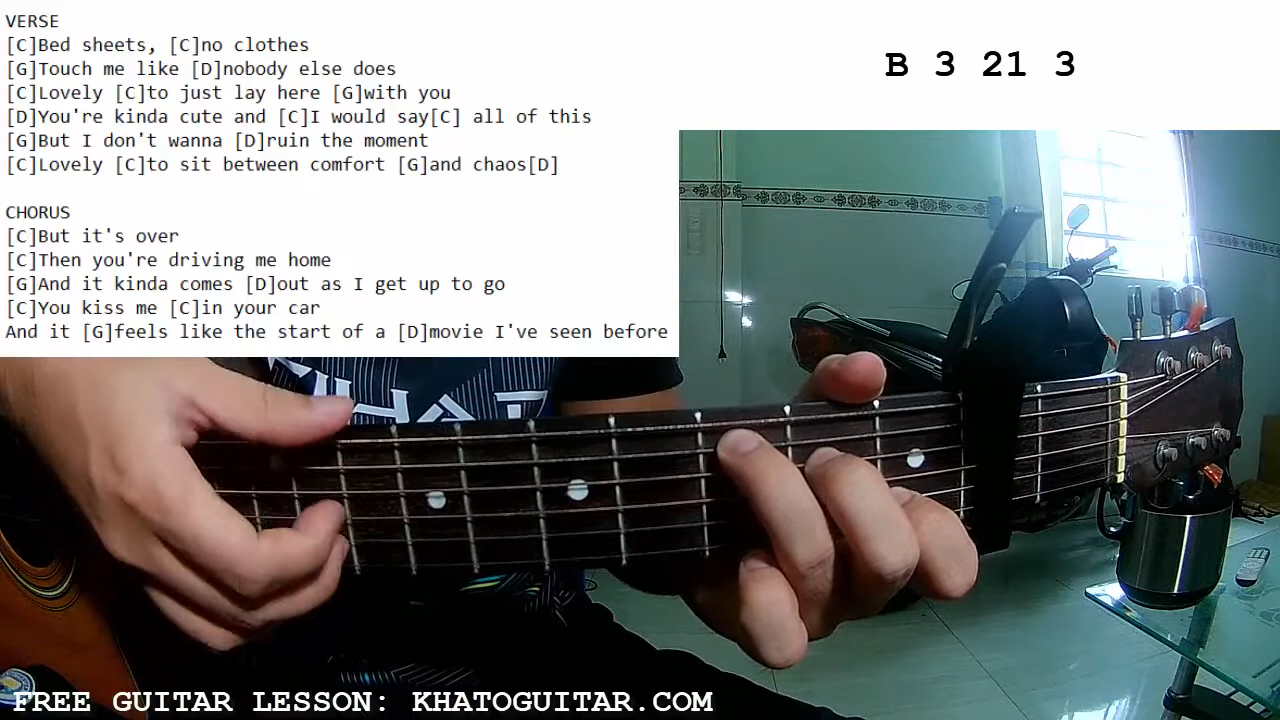 VERSE
[C]Bed sheets, [C]no clothes
[G]Touch me like [D]nobody else does
[C]Lovely [C]to just lay here [G]with you
[D]You're kinda cute and [C]I would say[C] all of this
[G]But I don't wanna [D]ruin the moment
[C]Lovely [C]to sit between comfort [G]and chaos[D]
CHORUS
[C]But it's over
[C]Then you're driving me home
[G]And it kinda comes [D]out as I get up to go
[C]You kiss me [C]in your car
And it [G]feels like the start of a [D]movie I've seen before
B 3 21 3
FREE GUITAR LESSON: KHATOGUITAR.COM